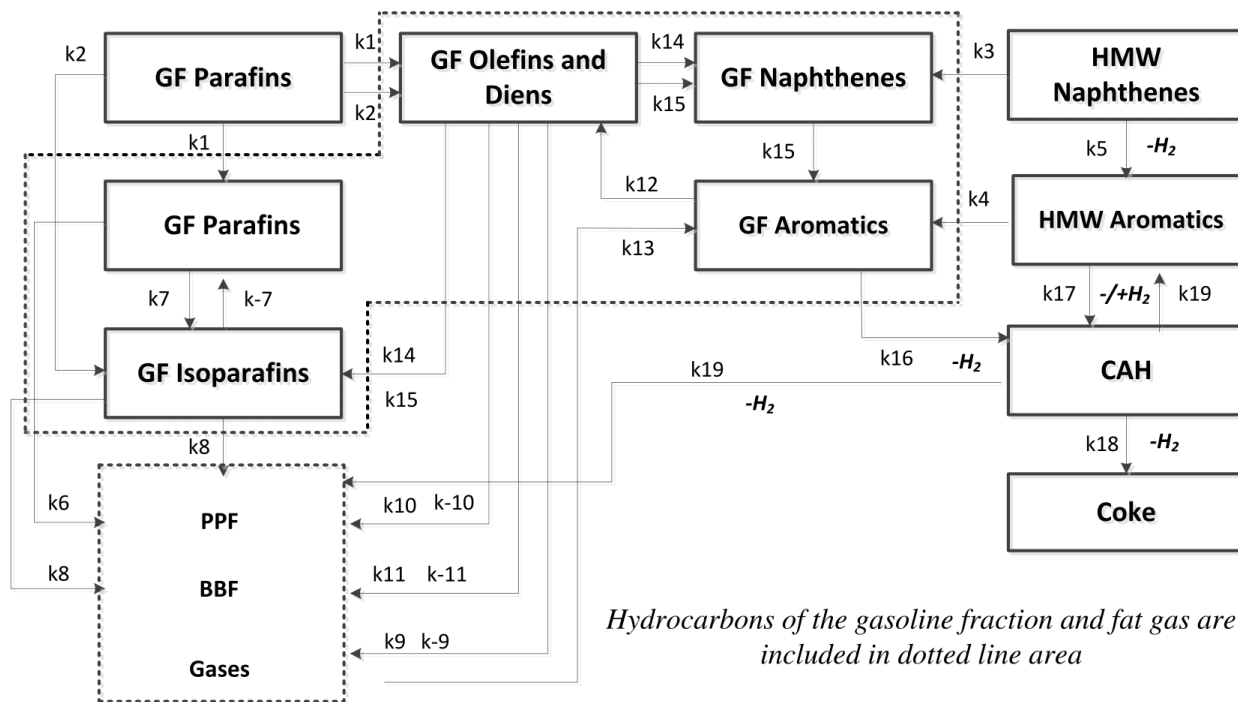 k2
GF Parafins
k1
k2
GF Olefins and
Diens
k14
k15
GF Naphthenes
k3
HMW
Naphthenes
k1
k15
k5
-H2
k12
GF Parafins
k13
GF Aromatics
k4
HMW Aromatics
k7
k-7
k17
-/+H2
k19
GF Isoparafins
k14
k15
k19
-H2
k16
-H2
CAH
k8
k18
-H2
k6
PPF
k10
k-10
Coke
k8
BBF
k11
k-11
Gases
k9
k-9
Hydrocarbons of the gasoline fraction and fat gas are
included in dotted line area